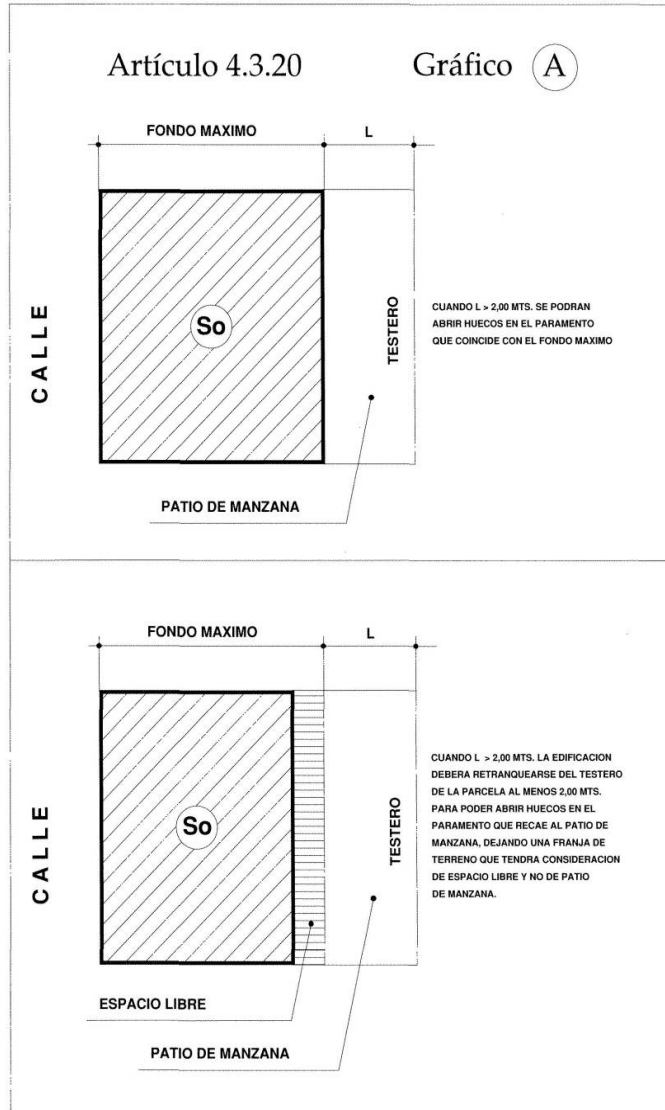 Artículo 4.3.20 Gráfico A
FONDO MAXIMO L
CALLE
So
TESTERO
CUANDO L > 2,00 MTS. SE PODRAN
ABRIR HUECOS EN EL PARAMENTO
QUE COINCIDE CON EL FONDO MAXIMO
PATIO DE MANZANA
FONDO MAXIMO L
CALLE
So
TESTERO
CUANDO L > 2,00 MTS. LA EDIFICACION
DEBERA RETRANQUEARSE DEL TESTERO
DE LA PARCELA AL MENOS 2,00 MTS.
PARA PODER ABRIR HUECOS EN EL
PARAMENTO QUE RECAE AL PATIO DE
MANZANA, DEJANDO UNA FRANJA DE
TERRENO QUE TENDRA CONSIDERACION
DE ESPACIO LIBRE Y NO DE PATIO
DE MANZANA.
ESPACIO LIBRE
PATIO DE MANZANA